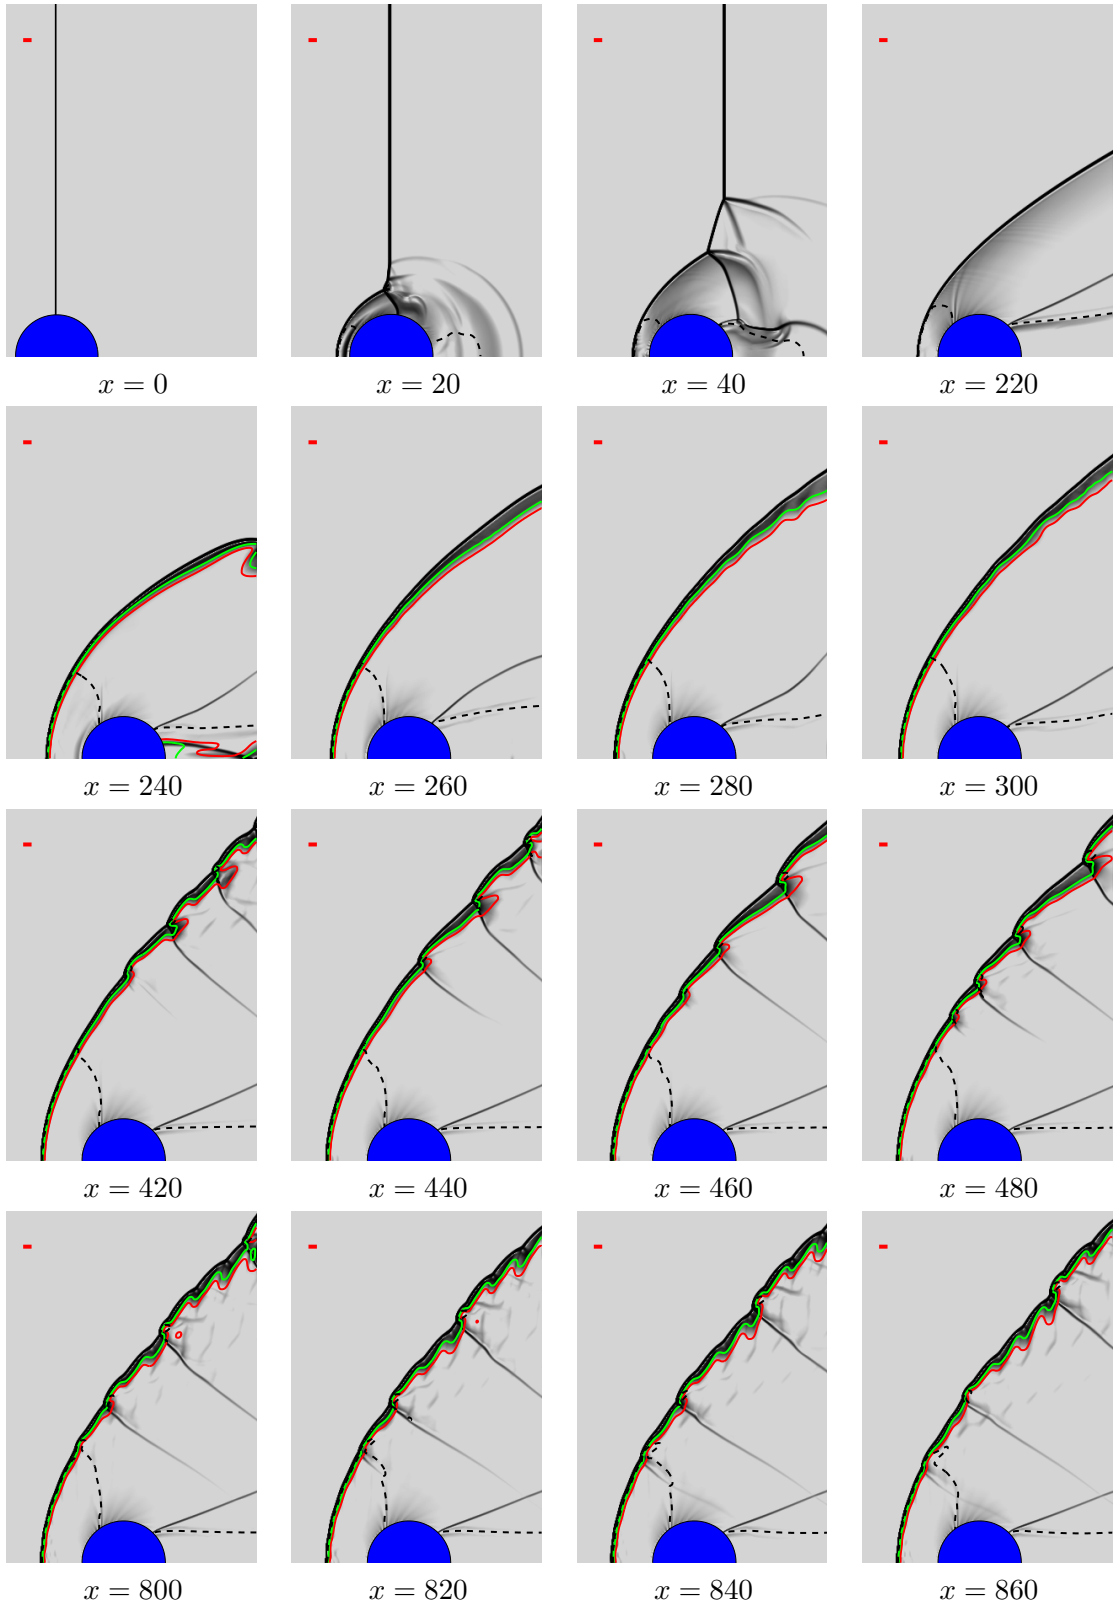 x = 0
x = 20
x = 40
x = 220
x = 240
x = 260
x = 280
x = 300
x = 420
x = 440
x = 460
x = 480
x = 800
x = 820
x = 840
x = 860